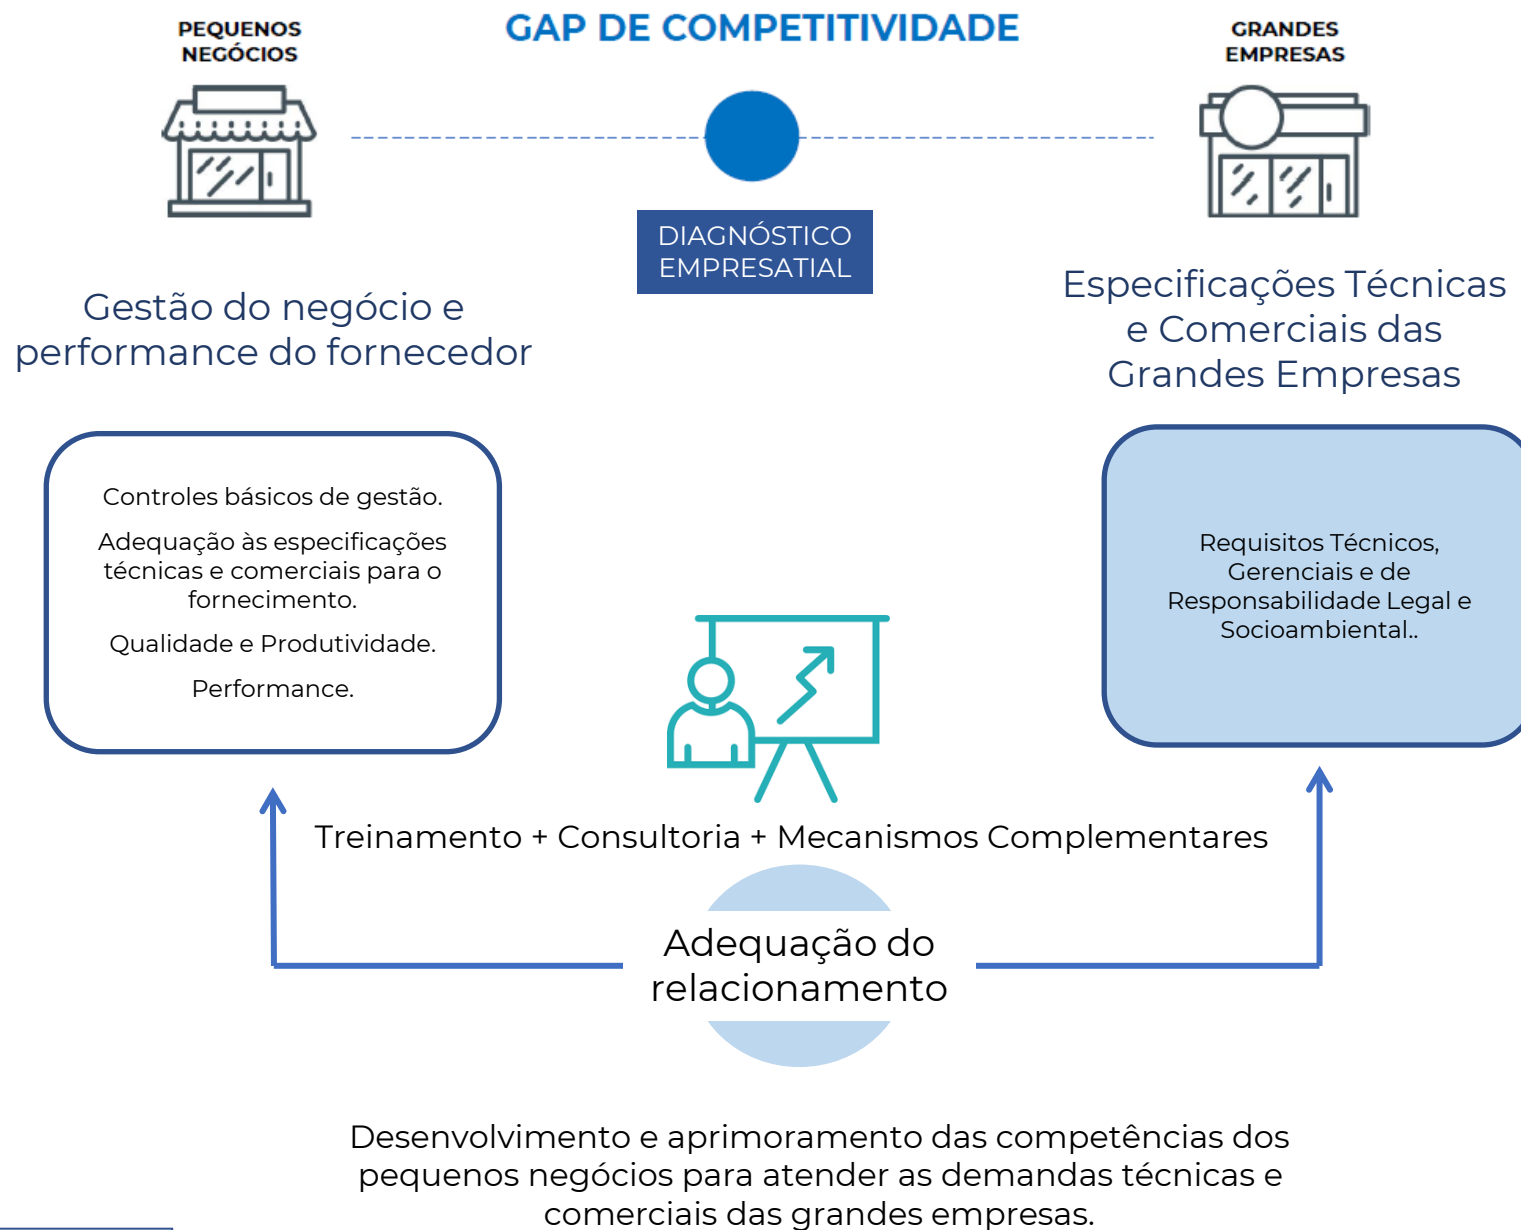 PEQUENOS
NEGÓCIOS
GAP DE COMPETITIVIDADE
GRANDES
EMPRESAS
DIAGNÓSTICO
EMPRESATIAL
Gestão do negócio e
performance do fornecedor
Especificações Técnicas
e Comerciais das
Grandes Empresas
Controles básicos de gestão.
Adequação às especificações
técnicas e comerciais para o
fornecimento.
Qualidade e Produtividade.
Performance.
Requisitos Técnicos,
Gerenciais e de
Responsabilidade Legal e
Socioambiental..
Treinamento + Consultoria + Mecanismos Complementares
Adequação do
relacionamento
Desenvolvimento e aprimoramento das competências dos
pequenos negócios para atender as demandas técnicas e
comerciais das grandes empresas.